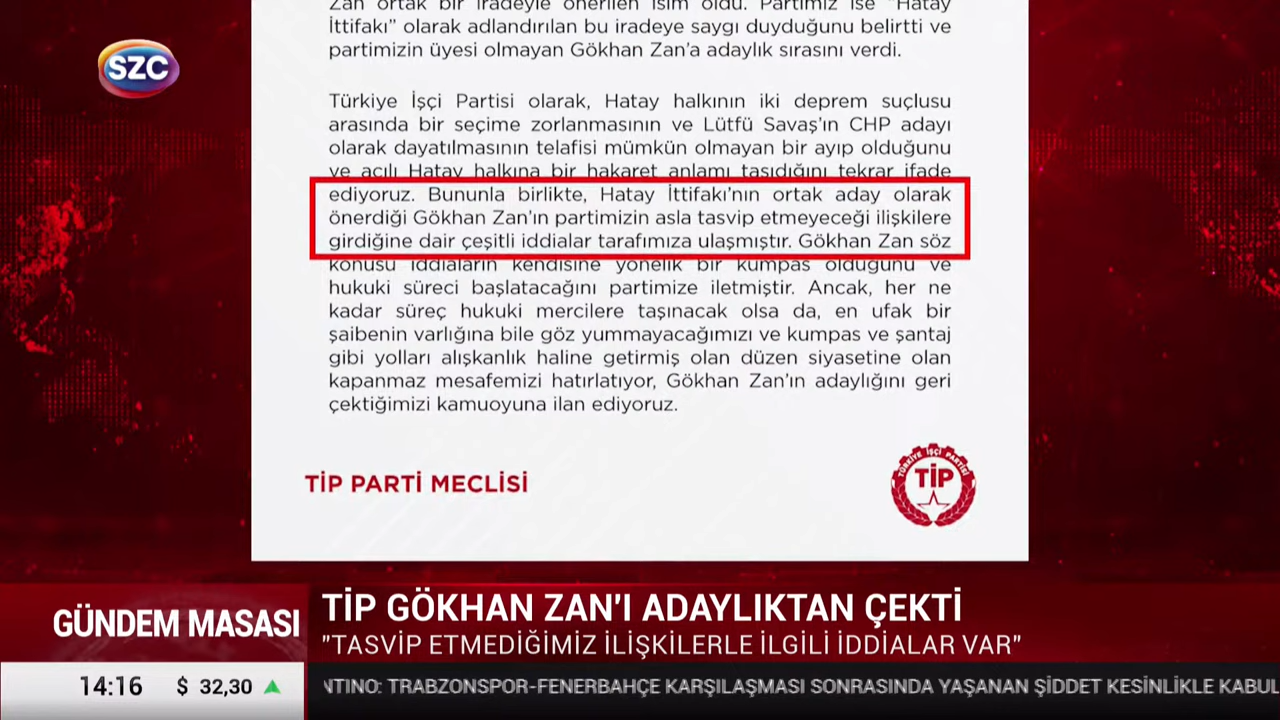 Zan ortak bir iradeyle önerilen isim oldu. Partimiz ise “Hatay
İttifakı” olarak adlandırılan bu iradeye saygı duyduğunu belirtti ve
partimizin üyesi olmayan Gökhan Zan’a adaylık sırasını verdi.
SZC
Türkiye İşçi Partisi olarak, Hatay halkının iki deprem suçlusu
arasında bir seçime zorlanmasının ve Lütfü Savaş’ın CHP adayı
olarak dayatılmasının telafisi mümkün olmayan bir ayıp olduğunu
ve acılı Hatay halkına bir hakaret anlamı taşıdığını tekrar ifade
ediyoruz. Bununla birlikte, Hatay İttifakı’nın ortak aday olarak
önerdiği Gökhan Zan’ın partimizin asla tasvip etmeyeceği ilişkilere
girdiğine dair çeşitli iddialar tarafımıza ulaşmıştır. Gökhan Zan söz
konusu iddiaların kendisine yönelik bir kumpas olduğunu ve
hukuki süreci başlatacağını partimize iletmiştir. Ancak, her ne
kadar süreç hukuki mercilere taşınacak olsa da, en ufak bir
şaibenin varlığına bile göz yummayacağımızı ve kumpas ve şantaj
gibi yolları alışkanlık haline getirmiş olan düzen siyasetine olan
kapanmaz mesafemizi hatırlatıyor, Gökhan Zan’ın adaylığını geri
çektiğimizi kamuoyuna ilan ediyoruz.
TİP PARTİ MECLİSİ
TÜRKİYE İŞÇİ PARTİSİ
TİP
GÜNDEM MASASI
TİP GÖKHAN ZAN'I ADAYLIKTAN ÇEKTİ
"TASVİP ETMEDİĞİMİZ İLİŞKİLERLE İLGİLİ İDDİALAR VAR"
14:16 $ 32,30
NTINO: TRABZONSPOR-FENERBAHÇE KARŞILAŞMASI SONRASINDA YAŞANAN ŞİDDET KESİNLİKLE KABUL